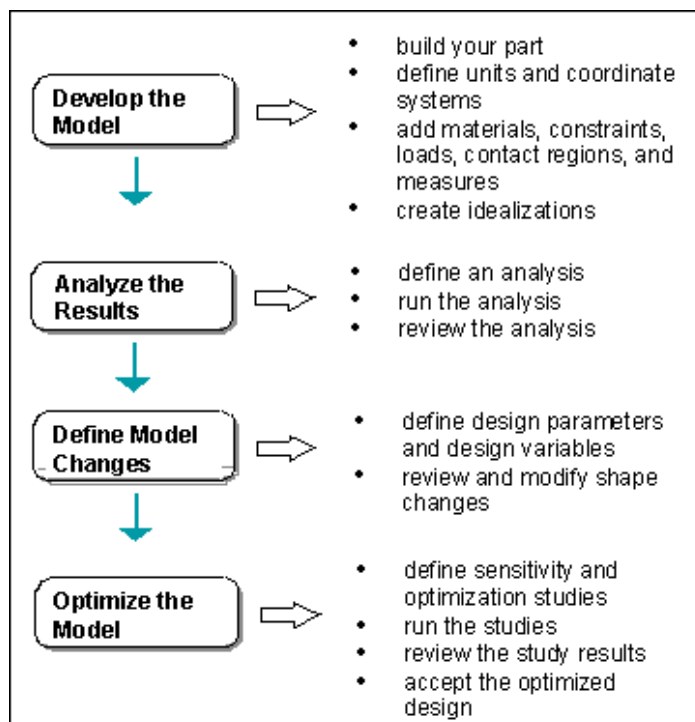 Develop the
Model
• build your part
• define units and coordinate
systems
• add materials, constraints,
loads, contact regions, and
measures
• create idealizations
Analyze the
Results
• define an analysis
• run the analysis
• review the analysis
Define Model
Changes
• define design parameters
and design variables
• review and modify shape
changes
Optimize the
Model
• define sensitivity and
optimization studies
• run the studies
• review the study results
• accept the optimized
design